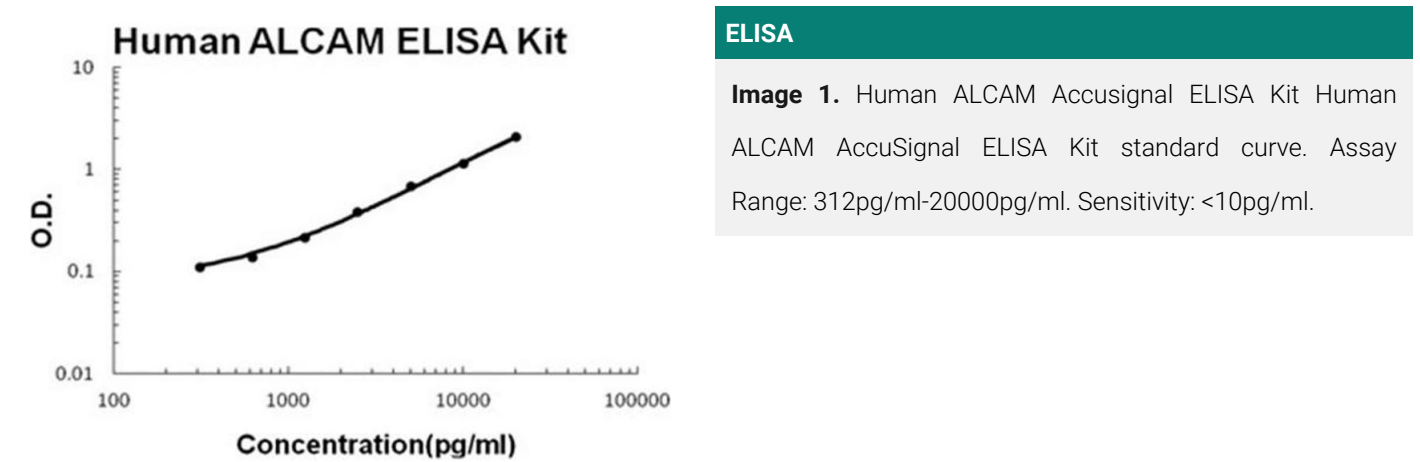 Human ALCAM ELISA Kit
10
1
0.1
0.01
O.D.
100 1000 10000 100000
Concentration(pg/ml)
ELISA
Image 1. Human ALCAM Accusignal ELISA Kit Human
ALCAM AccuSignal ELISA Kit standard curve. Assay
Range: 312pg/ml-20000pg/ml. Sensitivity: <10pg/ml.